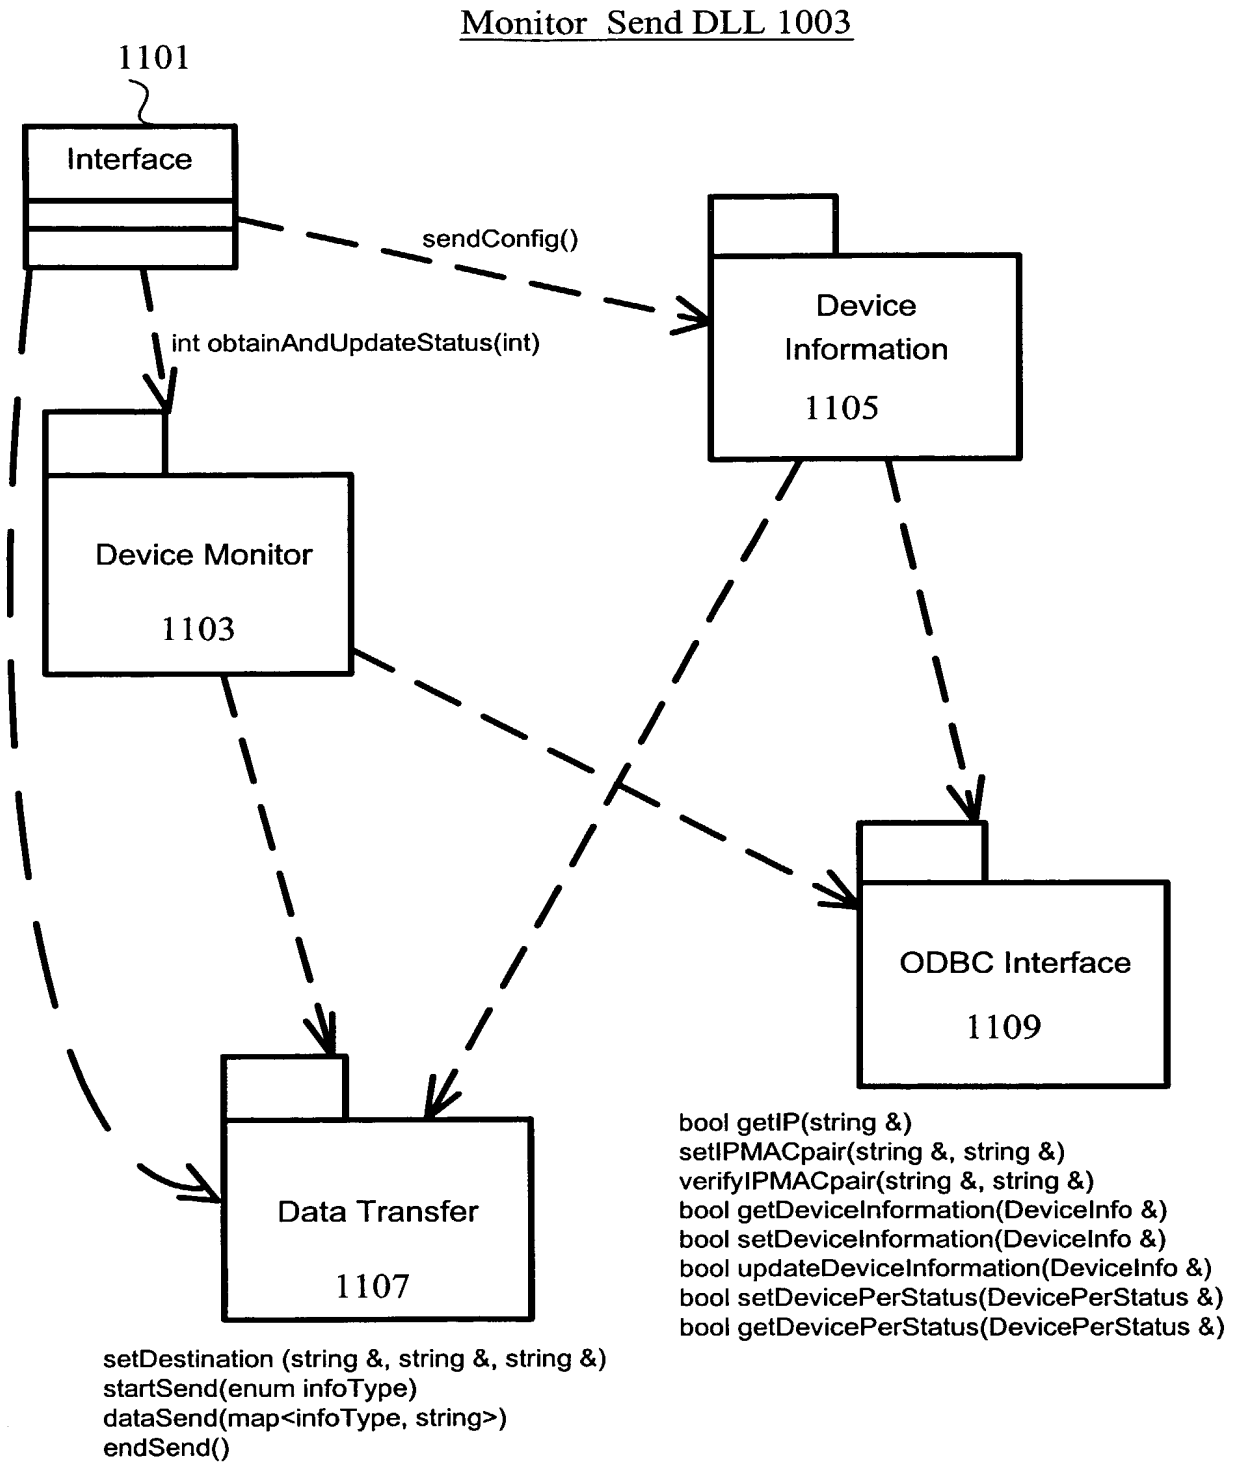 Monitor Send DLL 1003
1101
Interface
sendConfig()
int obtainAndUpdateStatus(int)
Device
Information
1105
Device Monitor
1103
ODBC Interface
1109
bool getIP(string &)
setIPMACpair(string &, string &)
verifyIPMACpair(string &, string &)
bool getDeviceInformation(DeviceInfo &)
bool setDeviceInformation(DeviceInfo &)
bool updateDeviceInformation(DeviceInfo &)
bool setDevicePerStatus(DevicePerStatus &)
bool getDevicePerStatus(DevicePerStatus &)
Data Transfer
1107
setDestination (string &, string &, string &)
startSend(enum infoType)
dataSend(map<infoType, string>)
endSend()